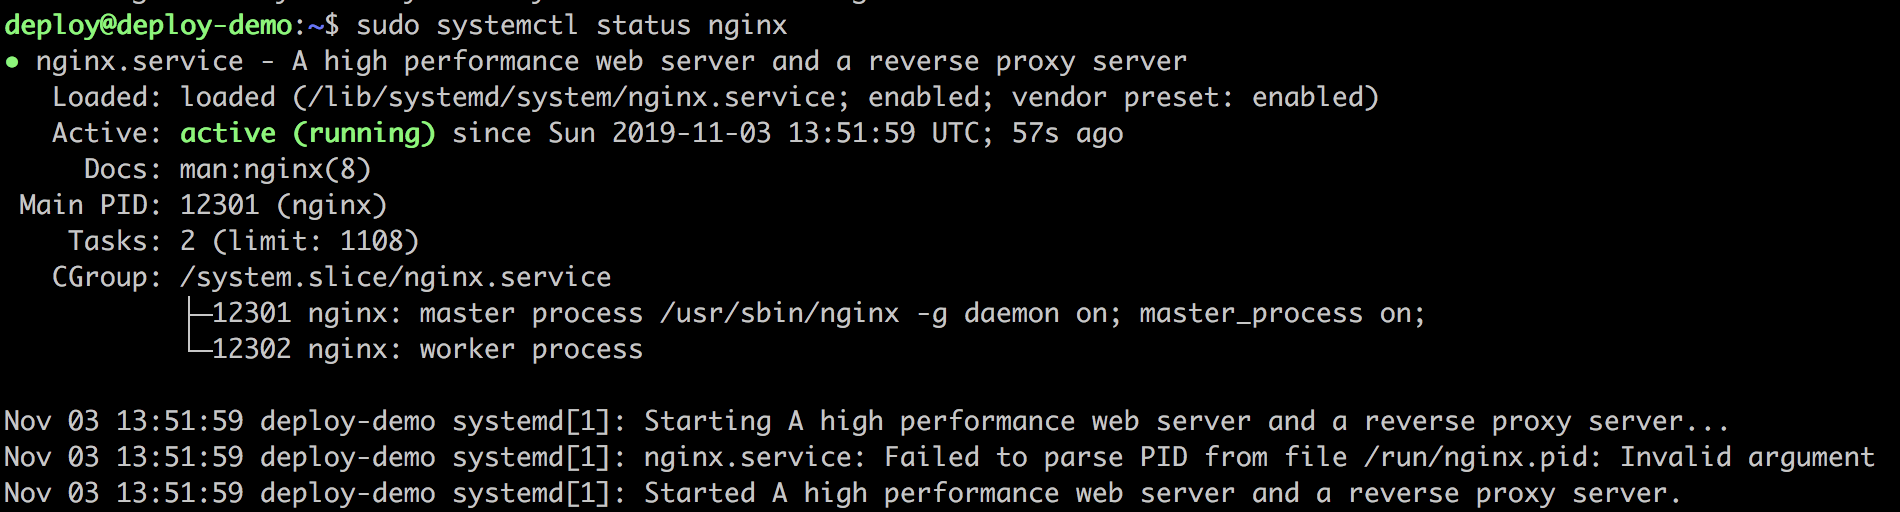 deploy@deploy-demo:~$ sudo systemctl status nginx
● nginx.service - A high performance web server and a reverse proxy server
   Loaded: loaded (/lib/systemd/system/nginx.service; enabled; vendor preset: enabled)
   Active: active (running) since Sun 2019-11-03 13:51:59 UTC; 57s ago
     Docs: man:nginx(8)
 Main PID: 12301 (nginx)
    Tasks: 2 (limit: 1108)
   CGroup: /system.slice/nginx.service
           ├─12301 nginx: master process /usr/sbin/nginx -g daemon on; master_process on;
           └─12302 nginx: worker process

Nov 03 13:51:59 deploy-demo systemd[1]: Starting A high performance web server and a reverse proxy server...
Nov 03 13:51:59 deploy-demo systemd[1]: nginx.service: Failed to parse PID from file /run/nginx.pid: Invalid argument
Nov 03 13:51:59 deploy-demo systemd[1]: Started A high performance web server and a reverse proxy server.